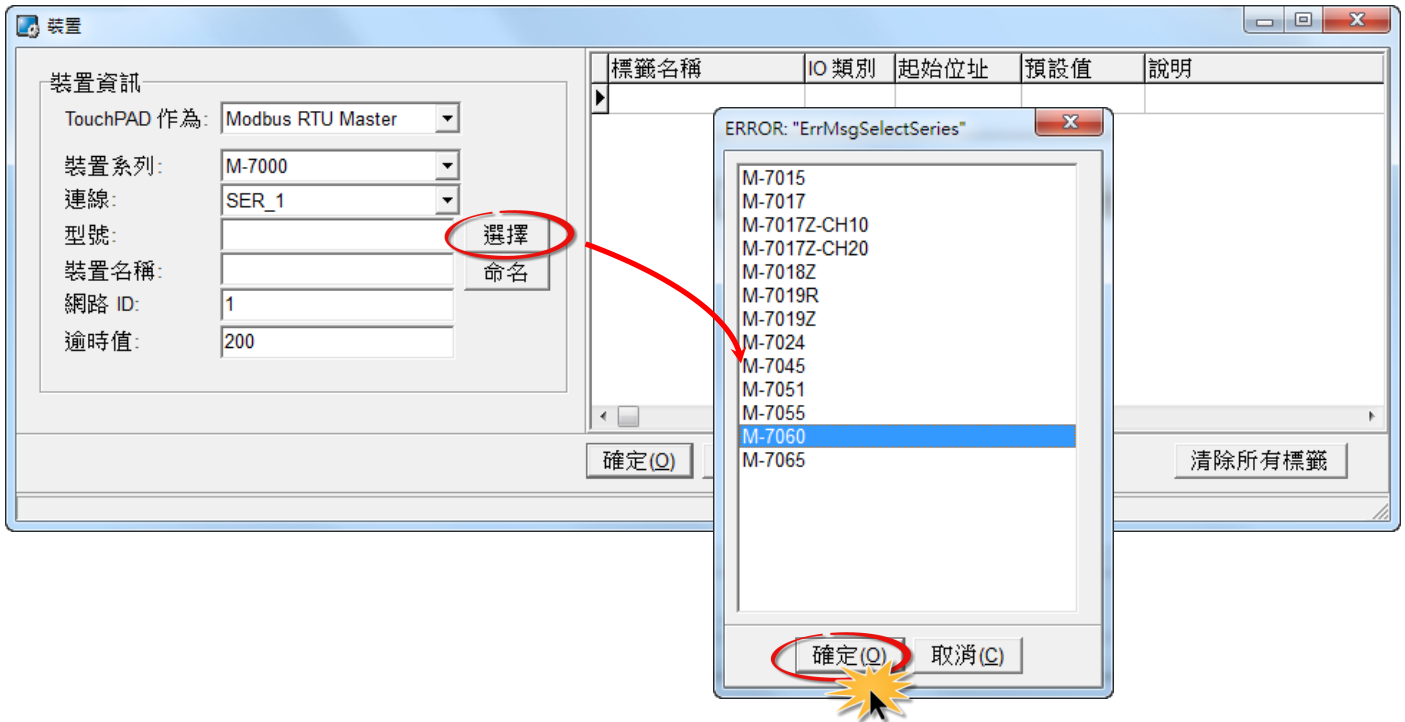 裝置
裝置資訊
TouchPAD 作為: Modbus RTU Master
裝置系列: M-7000
連線: SER_1
型號: 選擇
裝置名稱: 命名
網路 ID: 1
逾時值: 200
標籤名稱 IO 類別 起始位址 預設值 說明
確定(O)
清除所有標籤
ERROR: "ErrMsgSelectSeries"
M-7015
M-7017
M-7017Z-CH10
M-7017Z-CH20
M-7018Z
M-7019R
M-7019Z
M-7024
M-7045
M-7051
M-7055
M-7060
M-7065
確定(O) 取消(C)